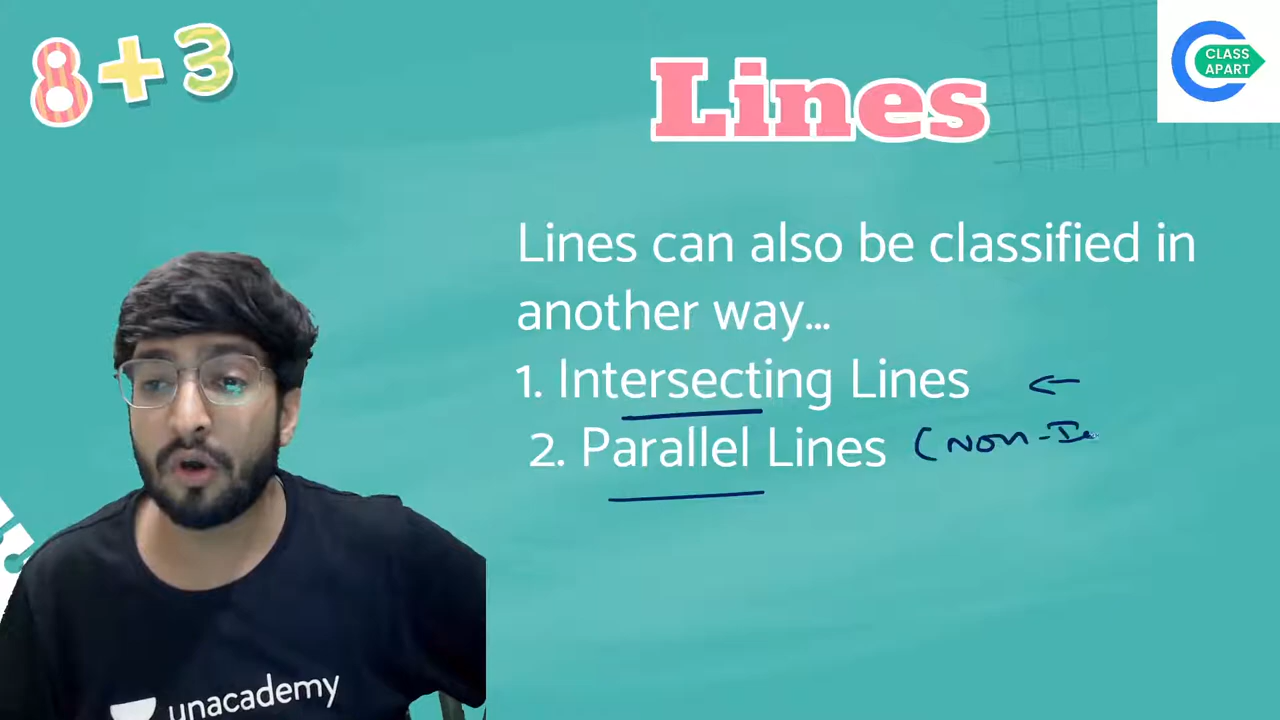 8+3
CLASS
APART
Lines
Lines can also be classified in
another way...
1. Intersecting Lines ←
2. Parallel Lines (Non-I
unacademy